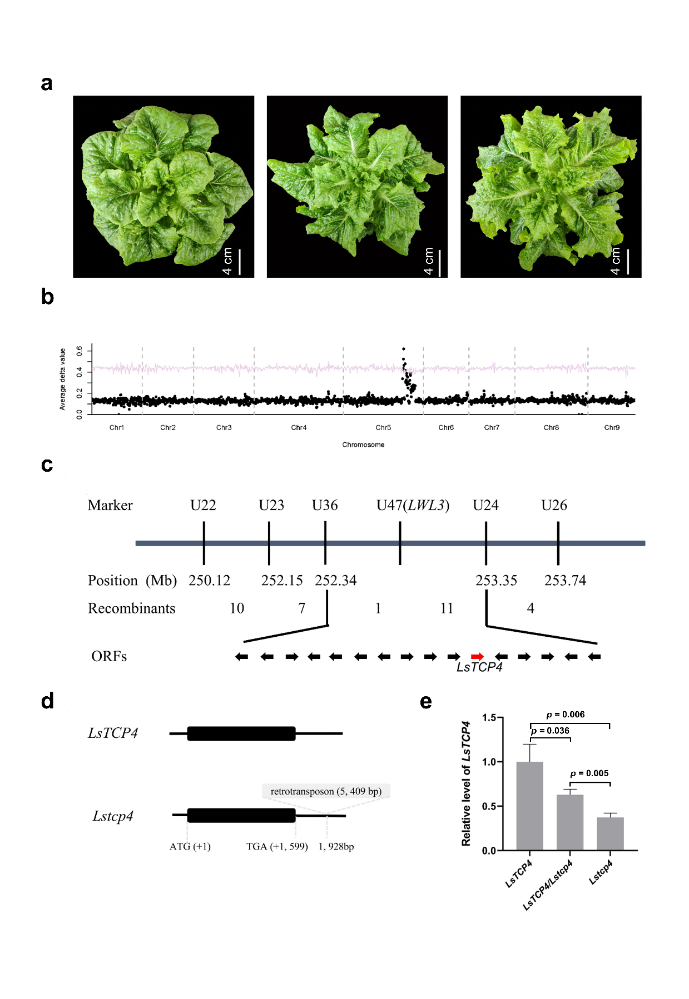 a
4 cm
4 cm
4 cm
b
Average delta value
0.6
0.4
0.2
0.0
Chr1 Chr2 Chr3 Chr4 Chr5 Chr6 Chr7 Chr8 Chr9
Chromosome
c
Marker U22 U23 U36 U47(LWL3) U24 U26
Position (Mb) 250.12 252.15 252.34 253.35 253.74
Recombinants 10 7 1 11 4
ORFs
LsTCP4
d
LsTCP4
retrotransposon (5, 409 bp)
Lstcp4
ATG (+1) TGA (+1, 599) 1, 928bp
e
Relative level of LsTCP4
1.5
1.0
0.5
0.0
p = 0.006
p = 0.036
p = 0.005
LsTCP4
LsTCP4/Lstcp4
Lstcp4